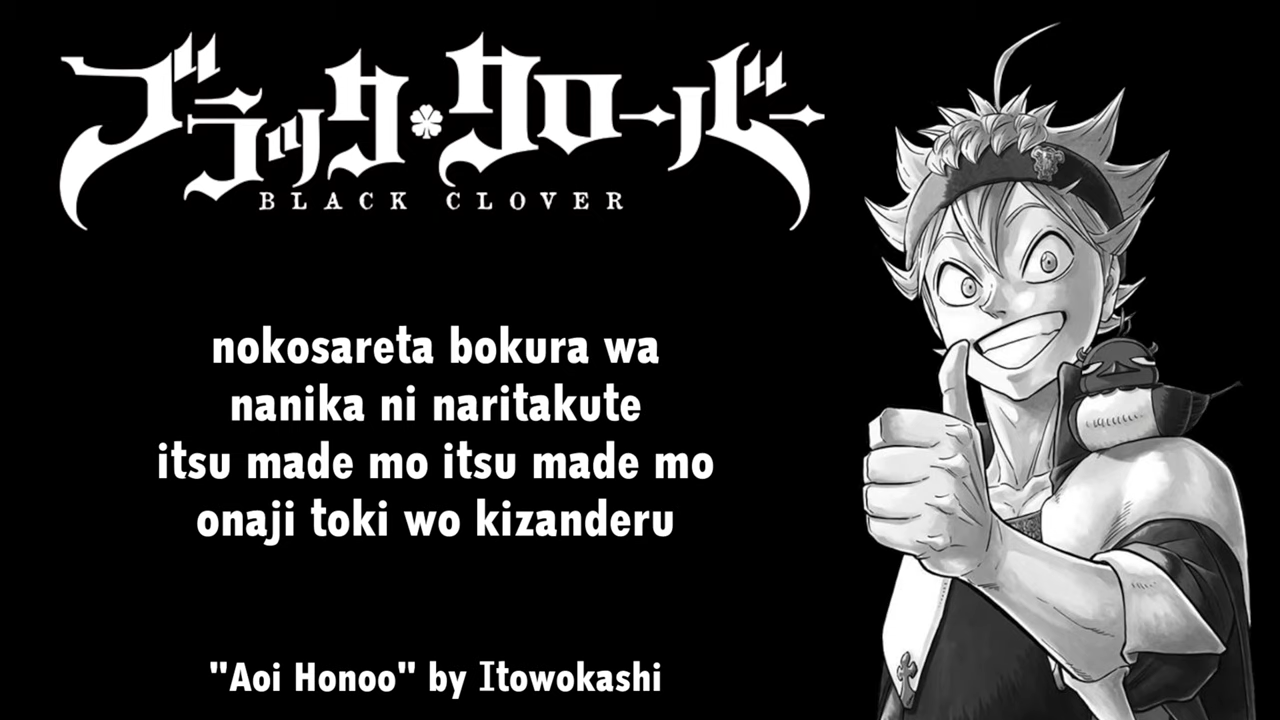 ブラック・クローバー
BLACK CLOVER
nokosareta bokura wa
nanika ni naritakute
itsu made mo itsu made mo
onaji toki wo kizanderu
"Aoi Honoo" by Itowokashi